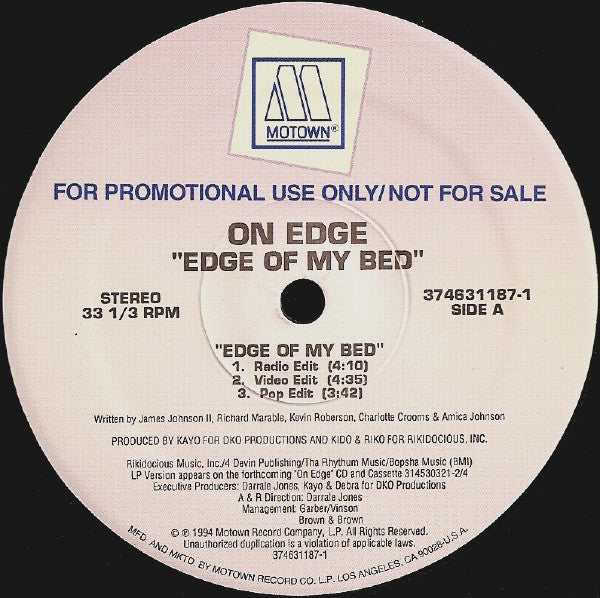 MOTOWN®
FOR PROMOTIONAL USE ONLY/NOT FOR SALE
ON EDGE
"EDGE OF MY BED"
STEREO
33 1/3 RPM
374631187-1
SIDE A
"EDGE OF MY BED"
1. Radio Edit (4:10)
2. Video Edit (4:35)
3. Pop Edit (3:42)
Written by James Johnson II, Richard Marable, Kevin Roberson, Charlotte Crooms & Amica Johnson
PRODUCED BY KAYO FOR DKO PRODUCTIONS AND KIDO & RIKO FOR RIKIDOCIOUS, INC.
Rikidocious Music, Inc./4 Devin Publishing/Tha Rhythum Music/Bopsha Music (BMI)
LP Version appears on the forthcoming "On Edge" CD and Cassette 314530321-2/4
Executive Producers: Darrale Jones, Kayo & Debra for DKO Productions
A & R Direction: Darrale Jones
Management: Garber/Vinson
Brown & Brown
© ℗ 1994 Motown Record Company, L.P. All Rights Reserved.
Unauthorized duplication is a violation of applicable laws.
374631187-1
MFD. AND MKTD. BY MOTOWN RECORD CO. L.P. LOS ANGELES, CA 90028-U.S.A.